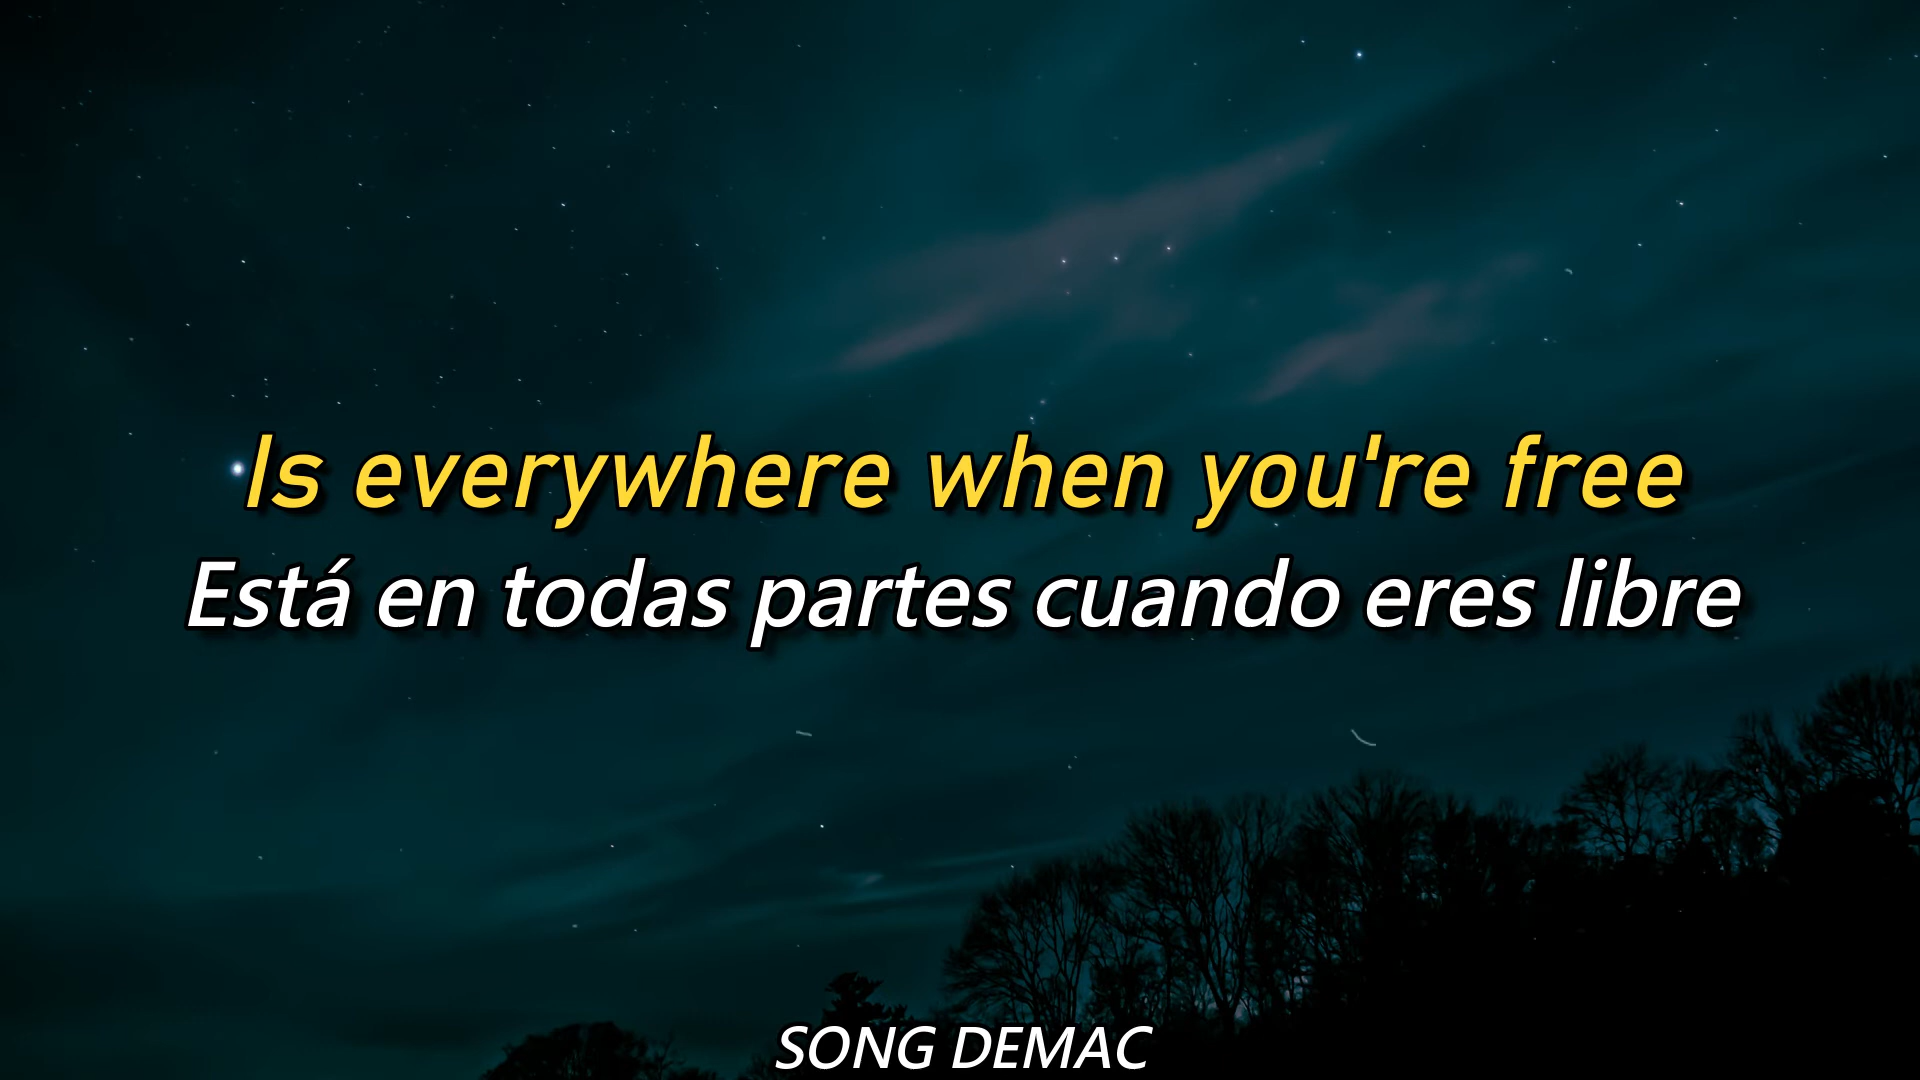 Is everywhere when you're free
Está en todas partes cuando eres libre
SONG DEMAC